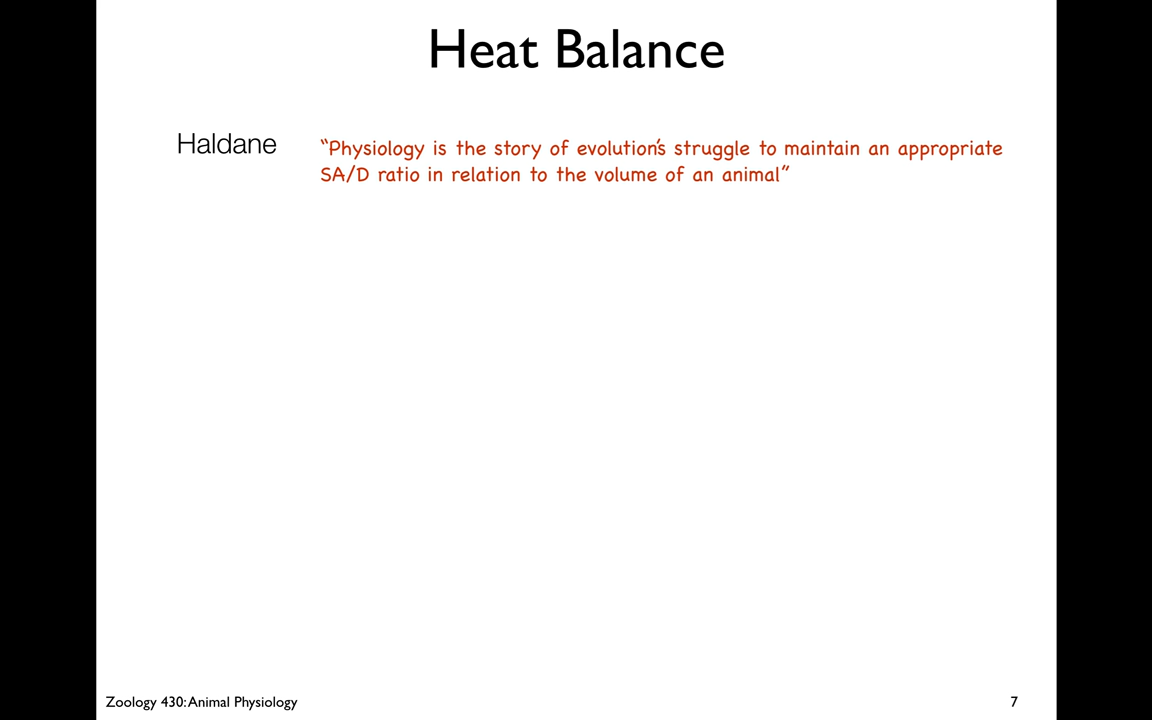 Heat Balance
Haldane
“Physiology is the story of evolution's struggle to maintain an appropriate
SA/D ratio in relation to the volume of an animal”
Zoology 430: Animal Physiology
7